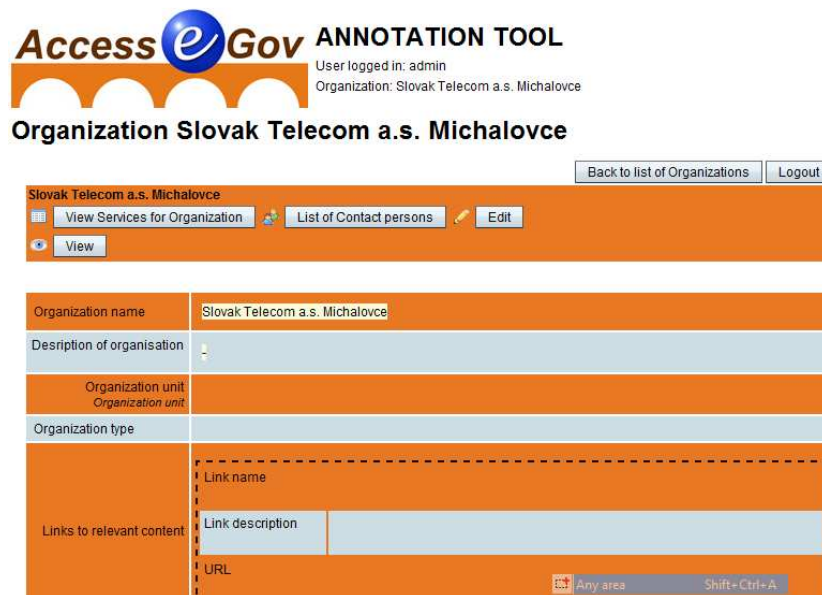 Access e Gov
ANNOTATION TOOL
User logged in: admin
Organization: Slovak Telecom a.s. Michalovce
Organization Slovak Telecom a.s. Michalovce
Back to list of Organizations Logout
Slovak Telecom a.s. Michalovce
View Services for Organization List of Contact persons Edit
View
Organization name Slovak Telecom a.s. Michalovce
Desription of organisation -
Organization unit
Organization unit
Organization type
Links to relevant content
Link name
Link description
URL
Any area Shift+Ctrl+A